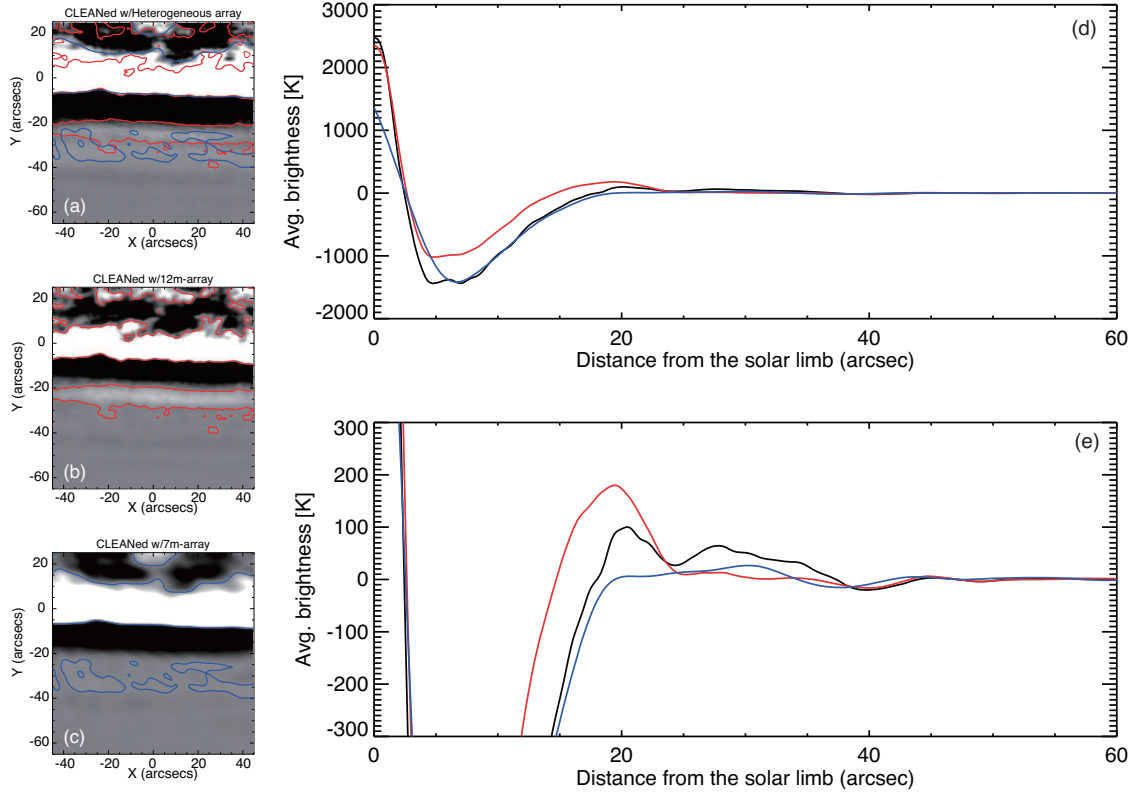 CLEANed w/Heterogeneous array
20
0
-20
-40
-60
Y (arcsecs)
(a)
-40 -20 0 20 40
X (arcsecs)
CLEANed w/12m-array
20
0
-20
-40
-60
Y (arcsecs)
(b)
-40 -20 0 20 40
X (arcsecs)
CLEANed w/7m-array
20
0
-20
-40
-60
Y (arcsecs)
(c)
-40 -20 0 20 40
X (arcsecs)
(d)
3000
2000
1000
0
-1000
-2000
Avg. brightness [K]
0 20 40 60
Distance from the solar limb (arcsec)
(e)
300
200
100
0
-100
-200
-300
Avg. brightness [K]
0 20 40 60
Distance from the solar limb (arcsec)